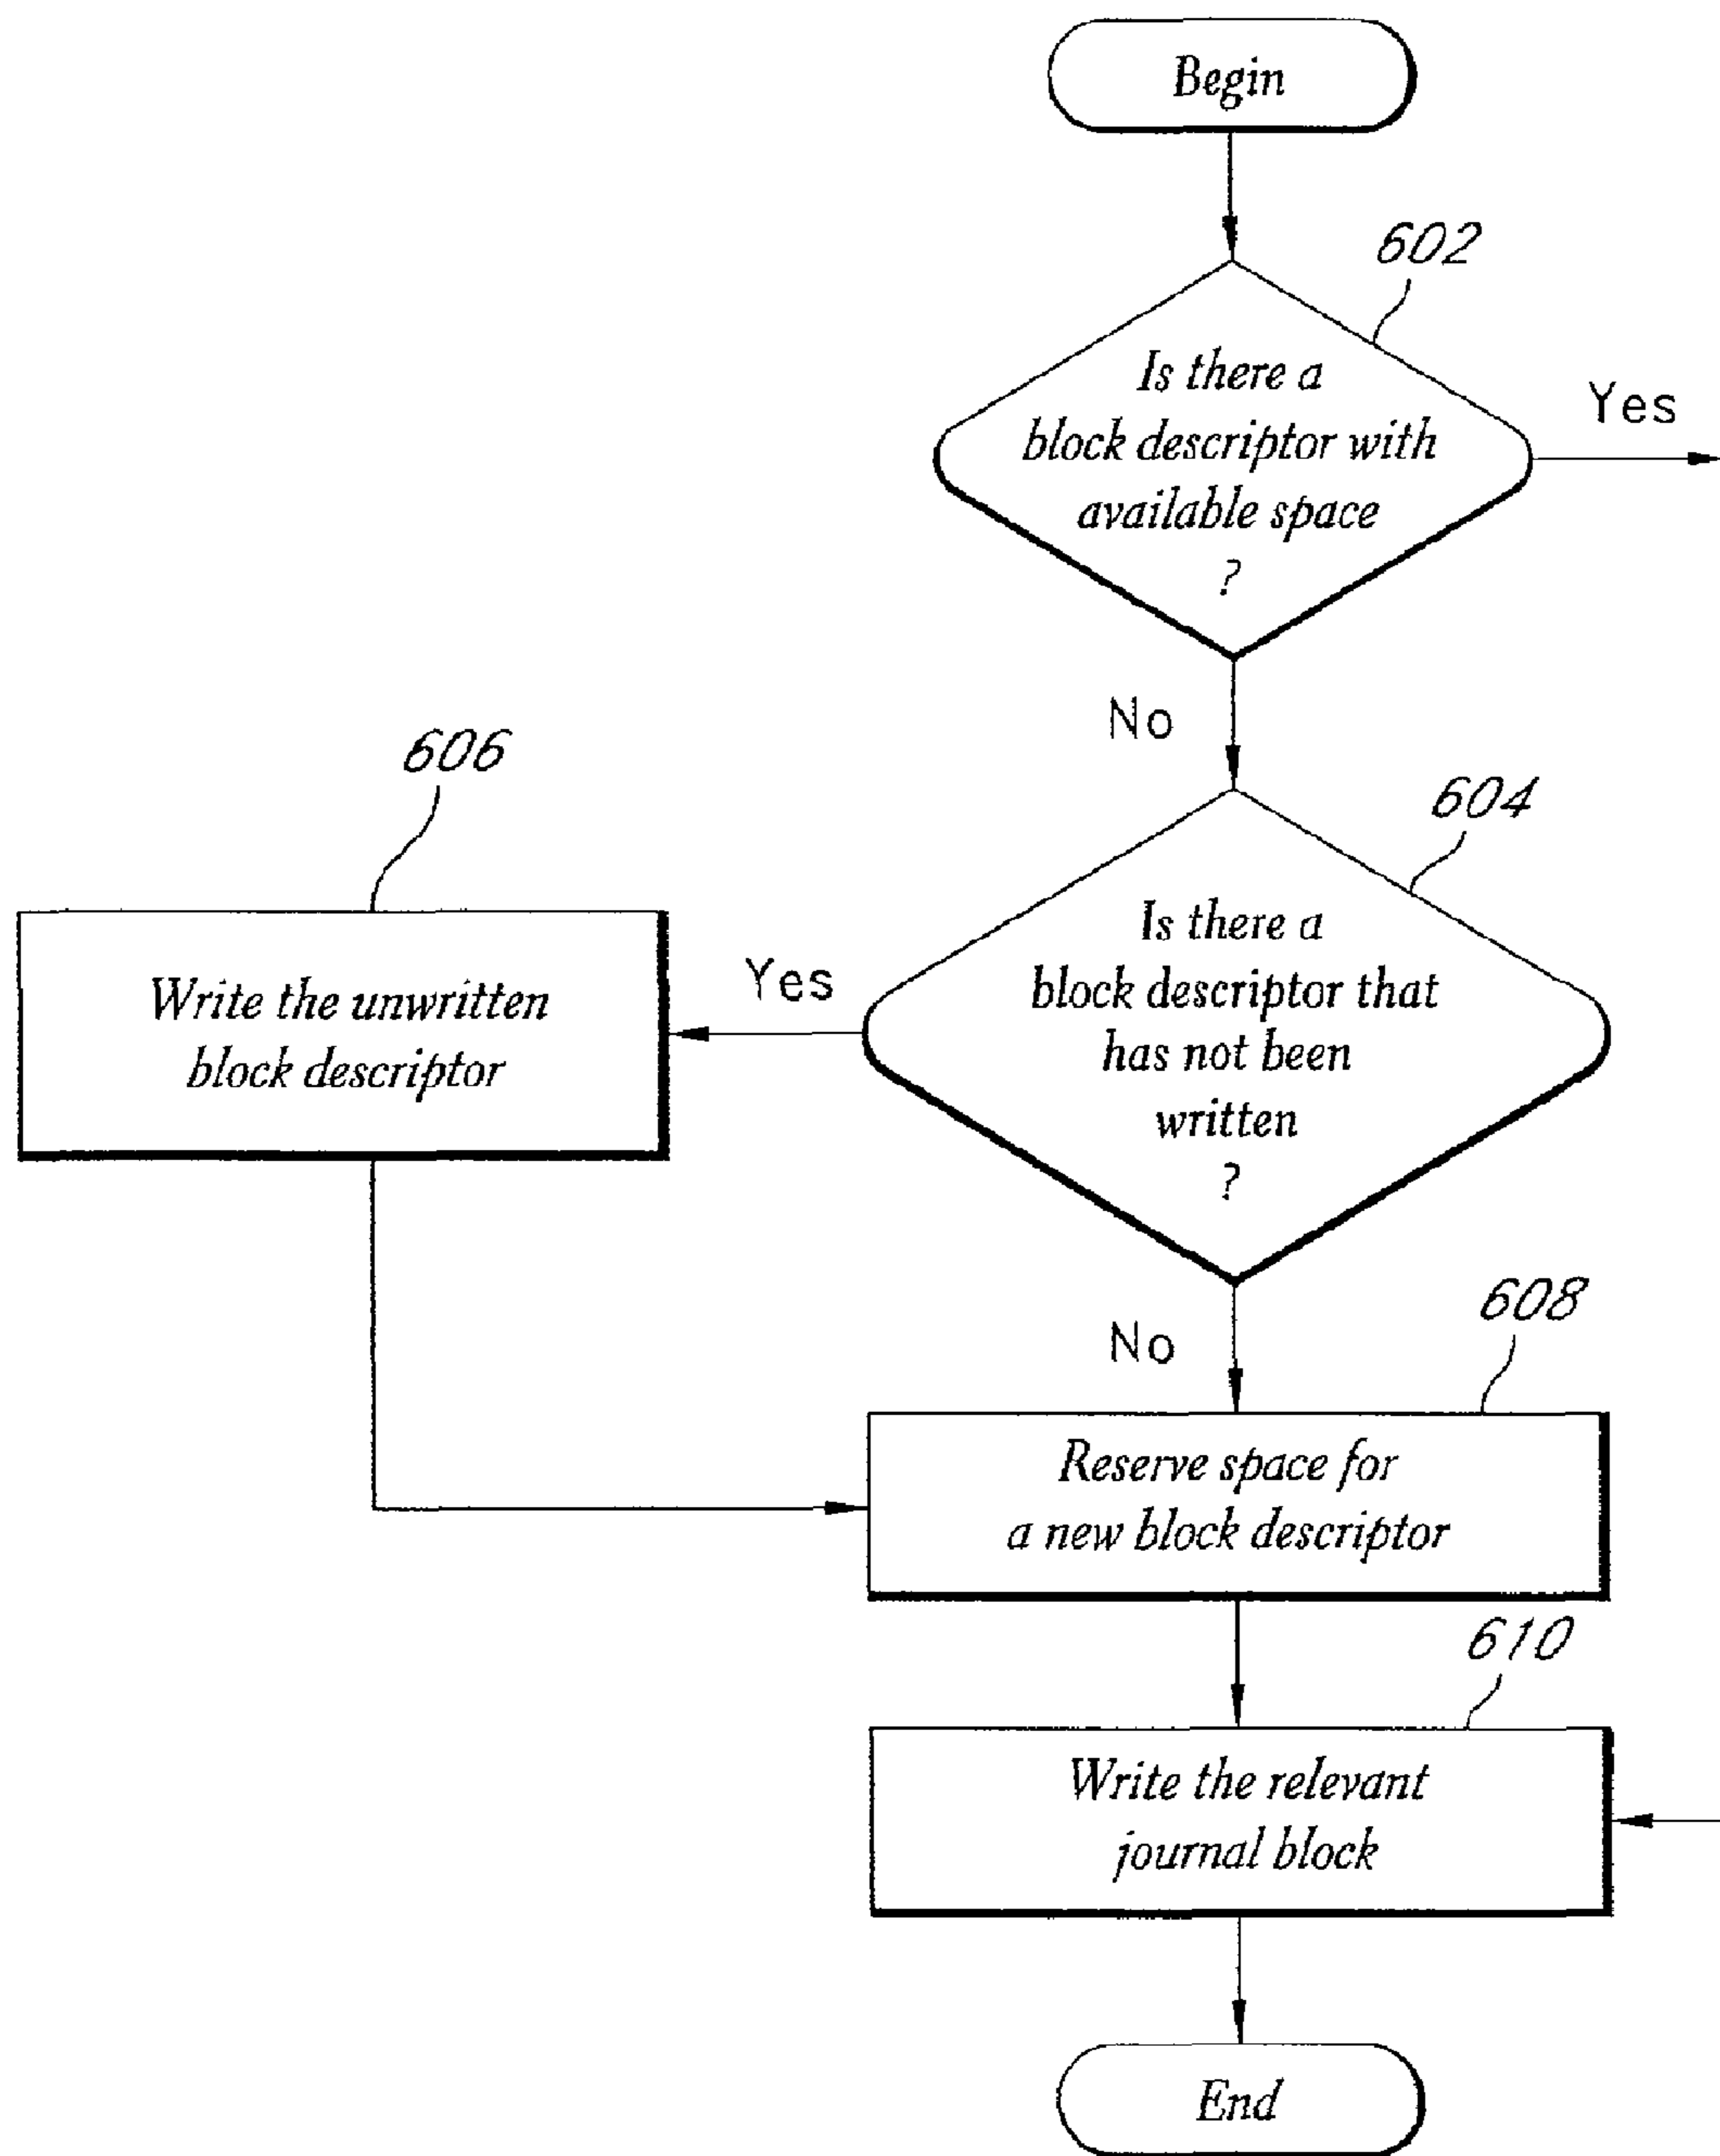 Begin
602
Is there a
block descriptor with
available space
?
Yes
No
606
604
Write the unwritten
block descriptor
Yes
Is there a
block descriptor that
has not been
written
?
No
608
Reserve space for
a new block descriptor
610
Write the relevant
journal block
End